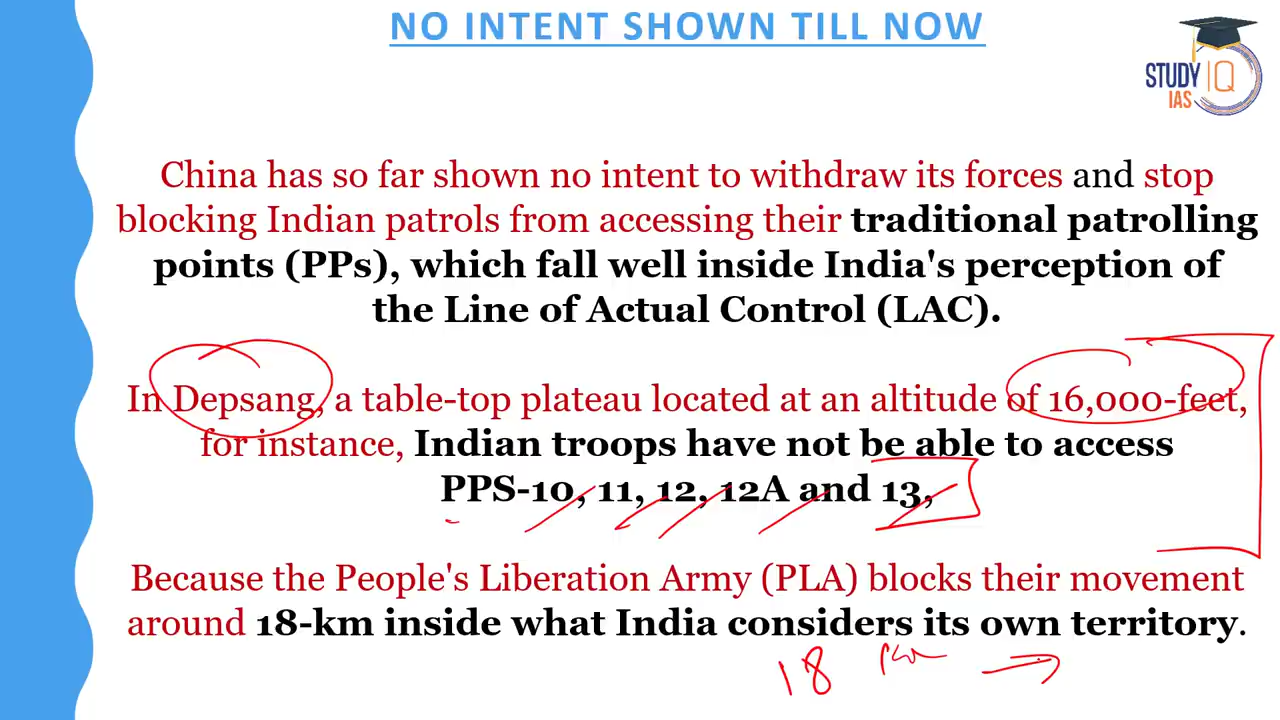 NO INTENT SHOWN TILL NOW
STUDY IQ
IAS
China has so far shown no intent to withdraw its forces and stop
blocking Indian patrols from accessing their traditional patrolling
points (PPs), which fall well inside India's perception of
the Line of Actual Control (LAC).
In Depsang, a table-top plateau located at an altitude of 16,000-feet,
for instance, Indian troops have not be able to access
PPS-10, 11, 12, 12A and 13,
Because the People's Liberation Army (PLA) blocks their movement
around 18-km inside what India considers its own territory.
18